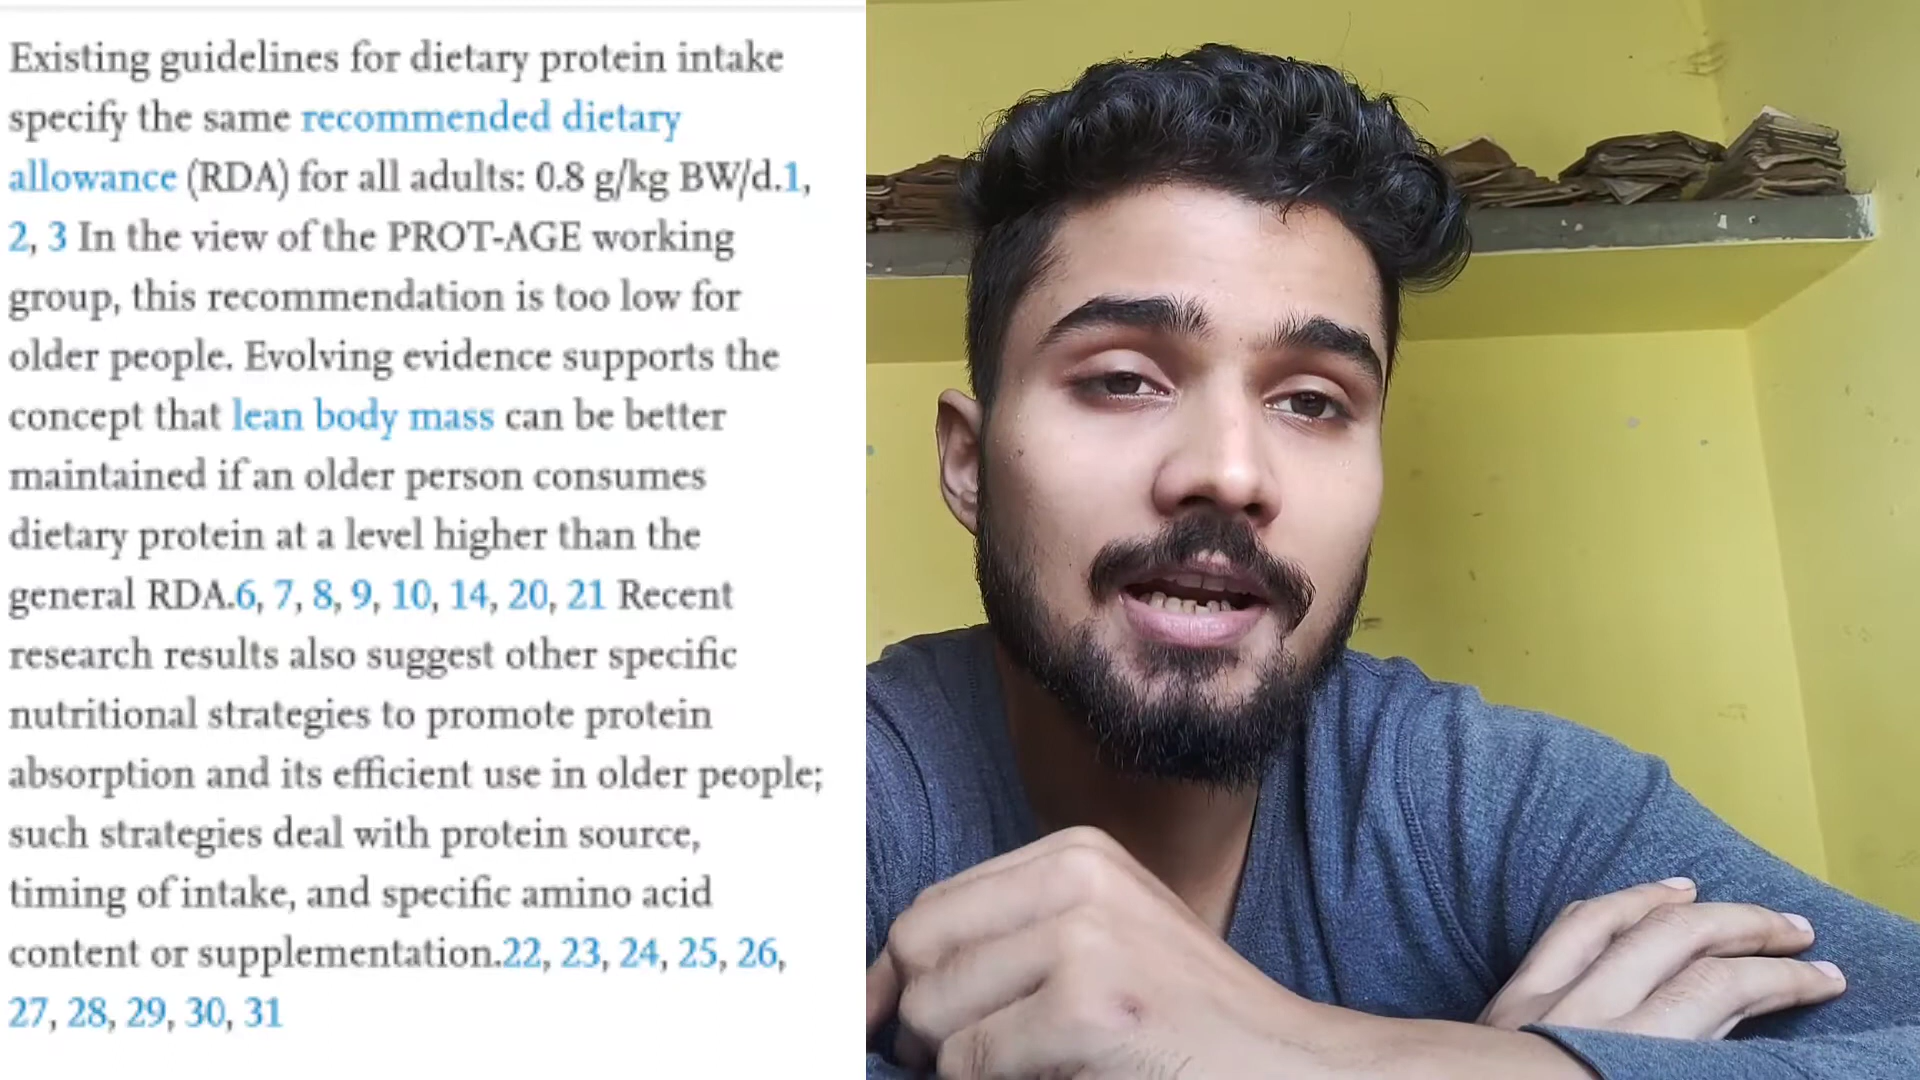 Existing guidelines for dietary protein intake
specify the same recommended dietary
allowance (RDA) for all adults: 0.8 g/kg BW/d.1,
2, 3 In the view of the PROT-AGE working
group, this recommendation is too low for
older people. Evolving evidence supports the
concept that lean body mass can be better
maintained if an older person consumes
dietary protein at a level higher than the
general RDA.6, 7, 8, 9, 10, 14, 20, 21 Recent
research results also suggest other specific
nutritional strategies to promote protein
absorption and its efficient use in older people;
such strategies deal with protein source,
timing of intake, and specific amino acid
content or supplementation.22, 23, 24, 25, 26,
27, 28, 29, 30, 31